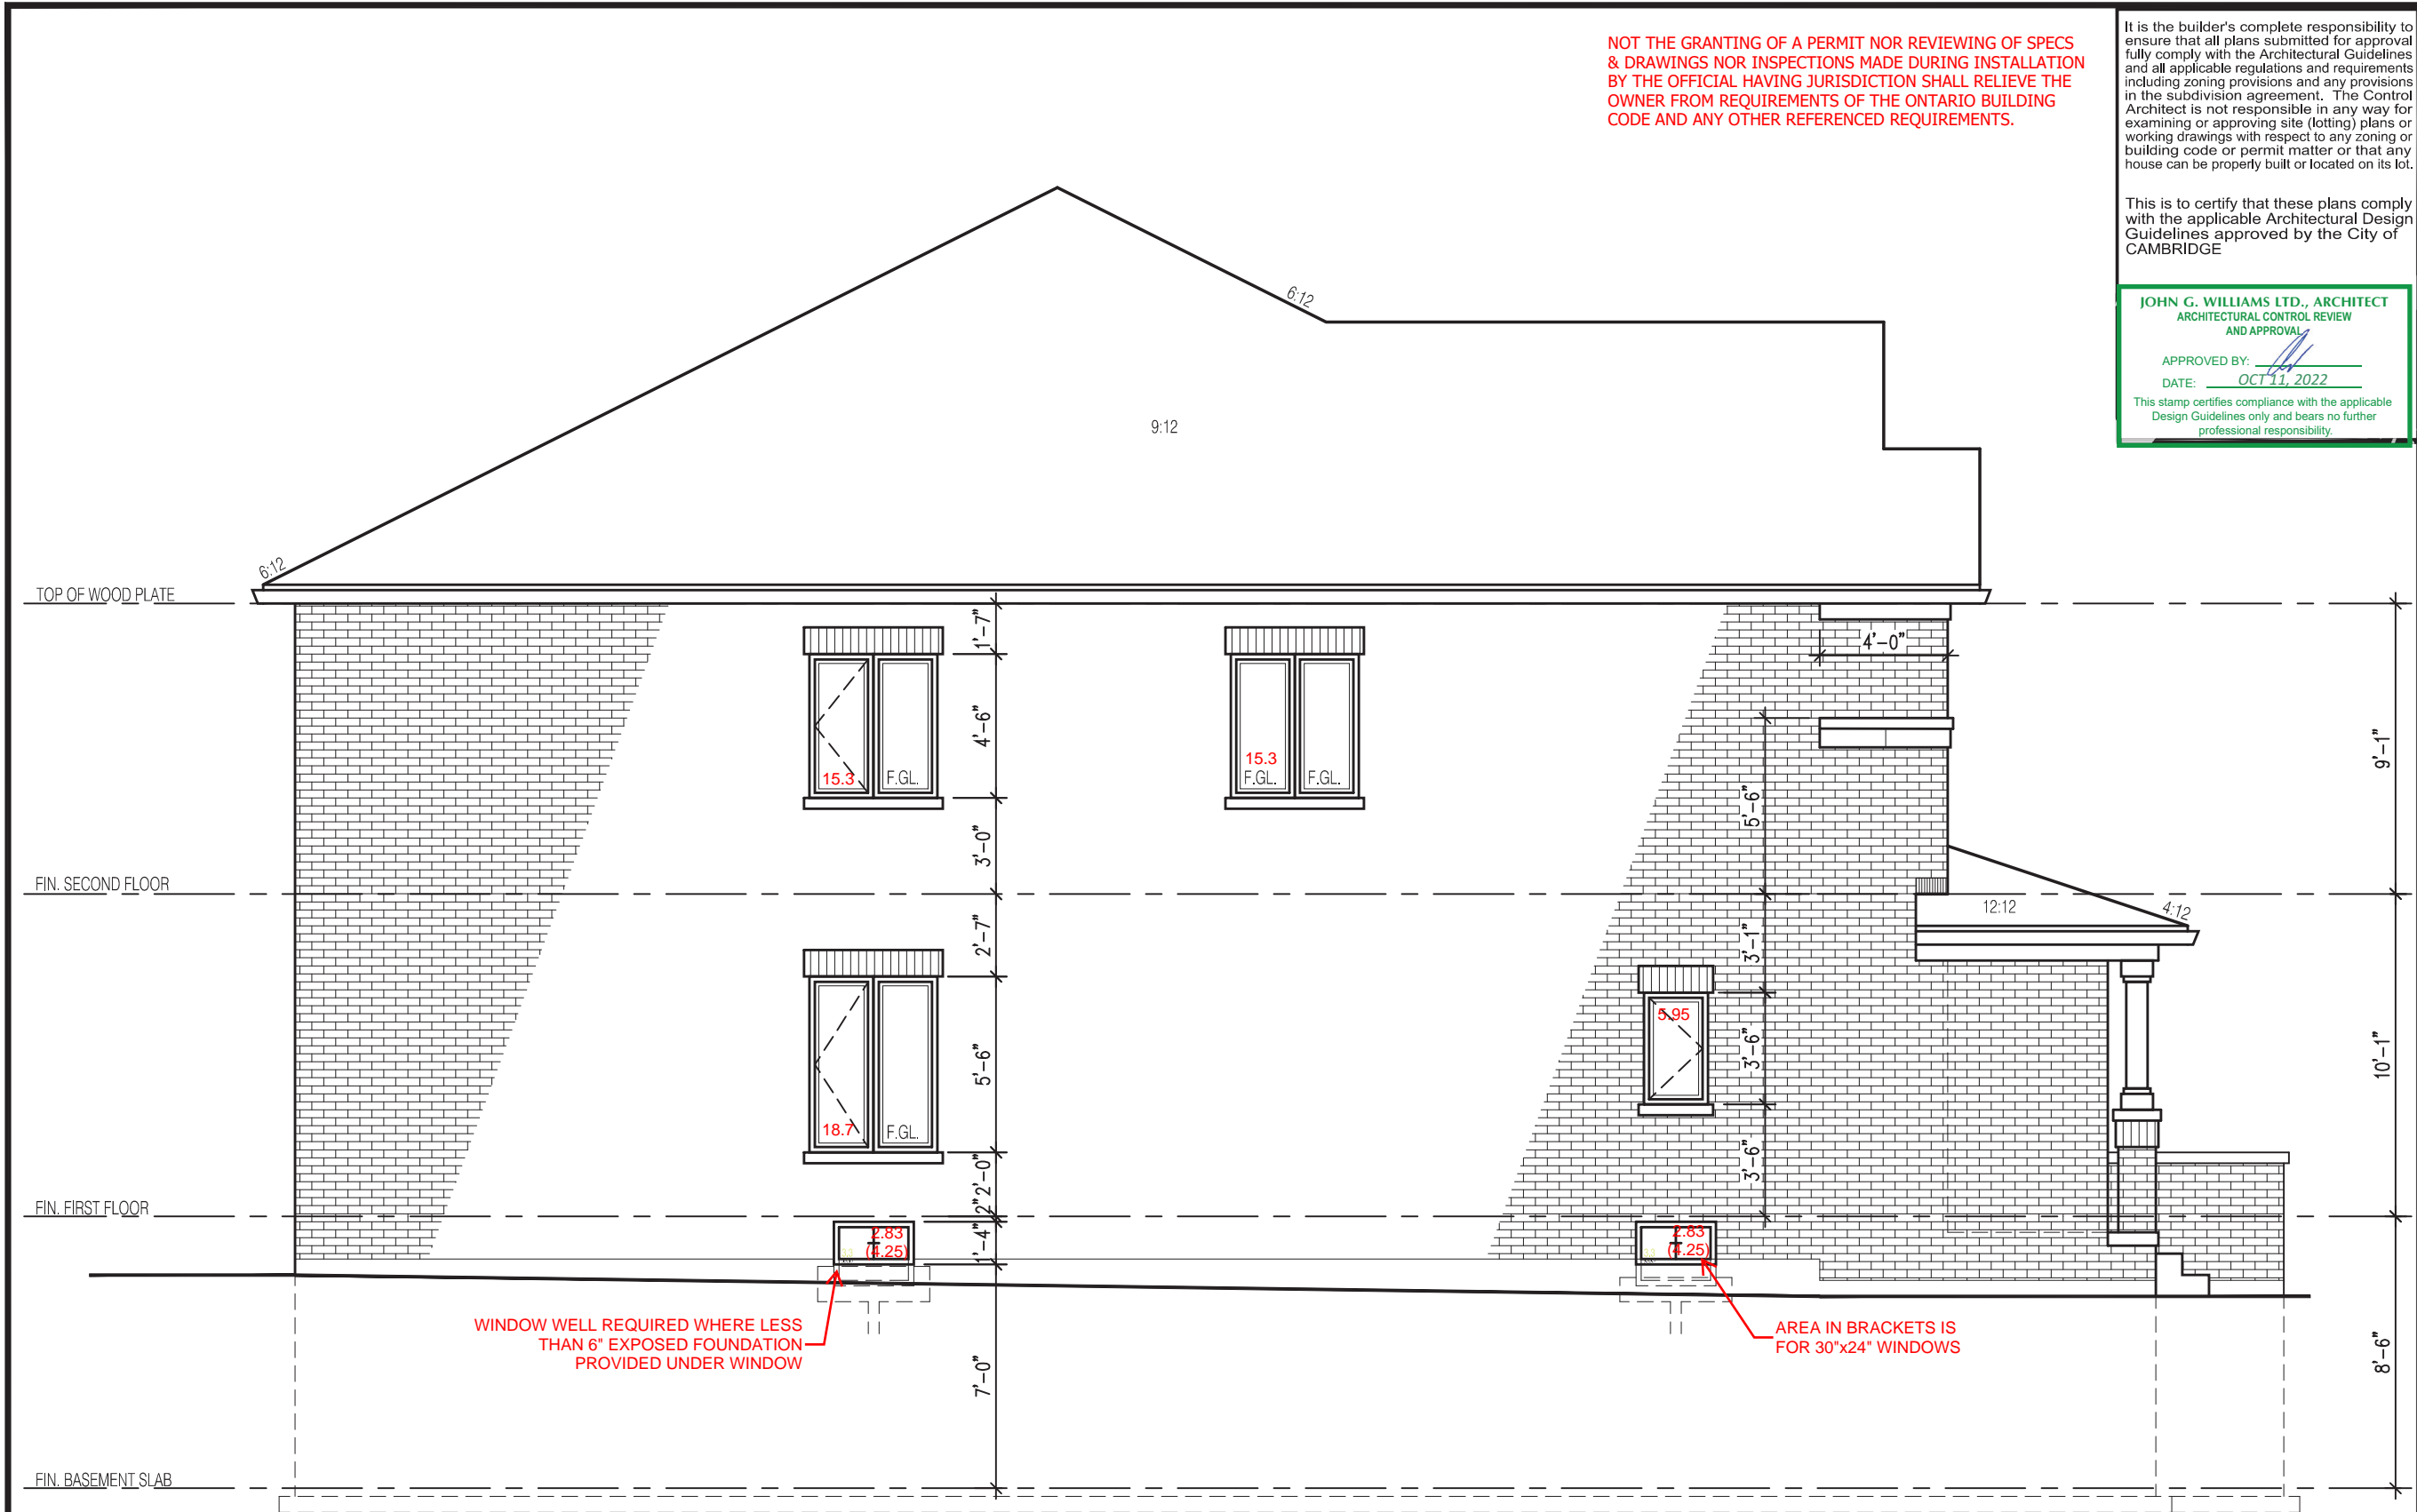 NOT THE GRANTING OF A PERMIT NOR REVIEWING OF SPECS
& DRAWINGS NOR INSPECTIONS MADE DURING INSTALLATION
BY THE OFFICIAL HAVING JURISDICTION SHALL RELIEVE THE
OWNER FROM REQUIREMENTS OF THE ONTARIO BUILDING
CODE AND ANY OTHER REFERENCED REQUIREMENTS.
It is the builder's complete responsibility to
ensure that all plans submitted for approval
fully comply with the Architectural Guidelines
and all applicable regulations and requirements
including zoning provisions and any provisions
in the subdivision agreement. The Control
Architect is not responsible in any way for
examining or approving site (lotting) plans or
working drawings with respect to any zoning or
building code or permit matter or that any
house can be properly built or located on its lot.
This is to certify that these plans comply
with the applicable Architectural Design
Guidelines approved by the City of
CAMBRIDGE
JOHN G. WILLIAMS LTD., ARCHITECT
ARCHITECTURAL CONTROL REVIEW
AND APPROVAL
APPROVED BY:
DATE: OCT 11, 2022
This stamp certifies compliance with the applicable
Design Guidelines only and bears no further
professional responsibility.
6:12
9:12
6:12
TOP OF WOOD PLATE
1'-7"
4'-0"
4'-6"
15.3 F.GL.
15.3
F.GL. F.GL.
5'-6"
9'-1"
3'-0"
FIN. SECOND FLOOR
2'-7"
3'-1"
12:12
4:12
5'-6"
5.95
3'-6"
10'-1"
18.7 F.GL.
2'-0"
3'-6"
FIN. FIRST FLOOR
2"
1'-4"
2.83
(4.25)
2.83
(4.25)
WINDOW WELL REQUIRED WHERE LESS
THAN 6" EXPOSED FOUNDATION
PROVIDED UNDER WINDOW
AREA IN BRACKETS IS
FOR 30"x24" WINDOWS
7'-0"
8'-6"
FIN. BASEMENT SLAB